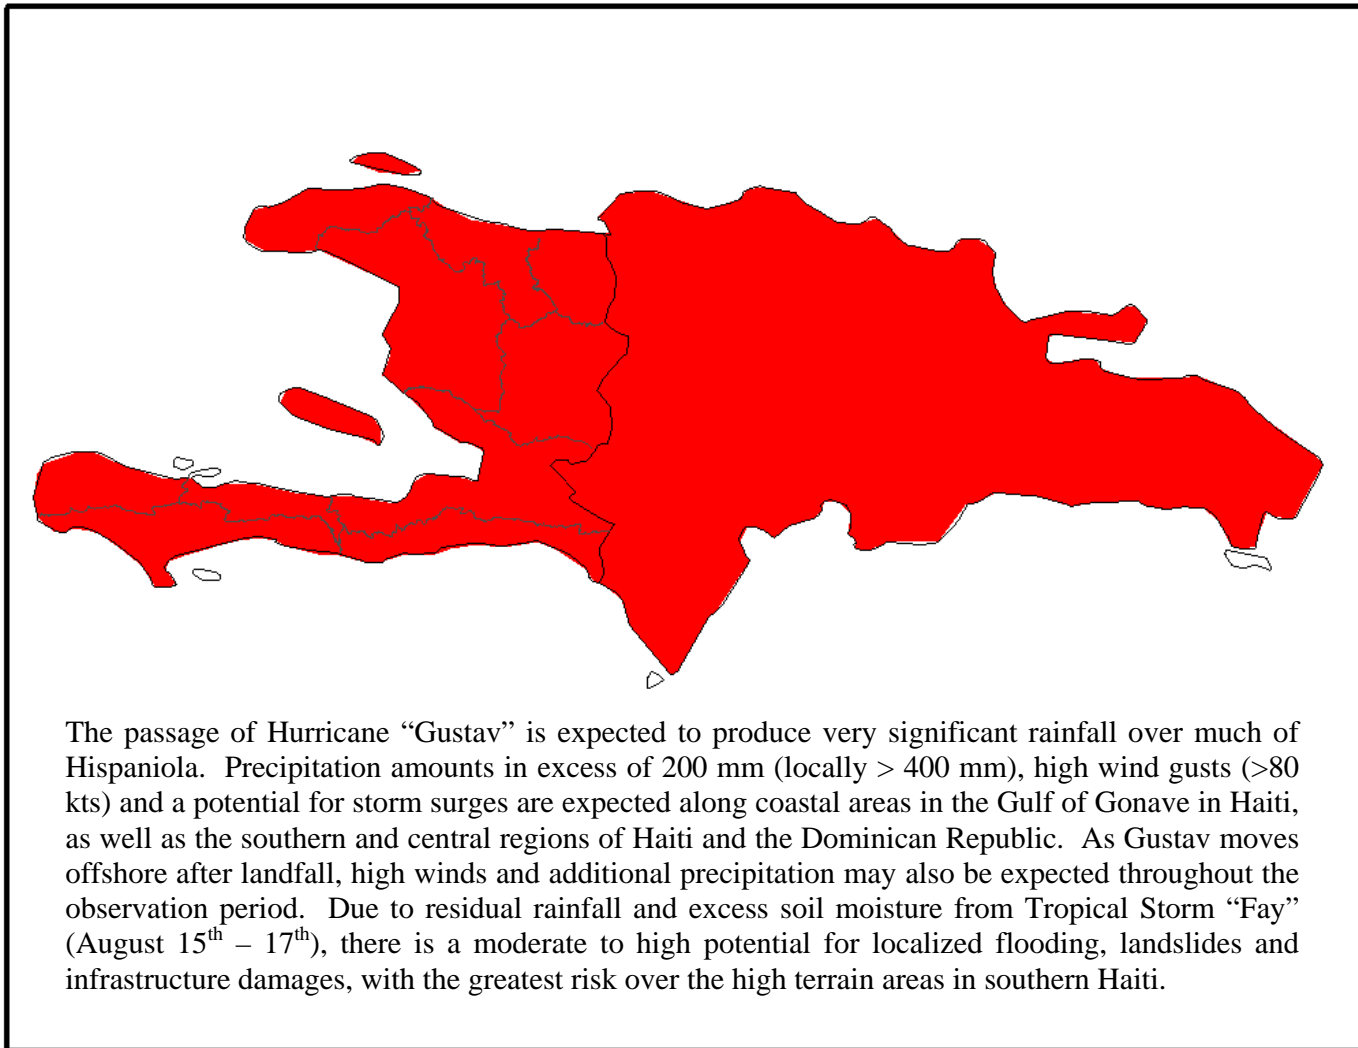 The passage of Hurricane “Gustav” is expected to produce very significant rainfall over much of
Hispaniola.  Precipitation amounts in excess of 200 mm (locally > 400 mm), high wind gusts (>80
kts) and a potential for storm surges are expected along coastal areas in the Gulf of Gonave in Haiti,
as well as the southern and central regions of Haiti and the Dominican Republic.  As Gustav moves
offshore after landfall, high winds and additional precipitation may also be expected throughout the
observation period.  Due to residual rainfall and excess soil moisture from Tropical Storm “Fay”
(August 15th – 17th), there is a moderate to high potential for localized flooding, landslides and
infrastructure damages, with the greatest risk over the high terrain areas in southern Haiti.